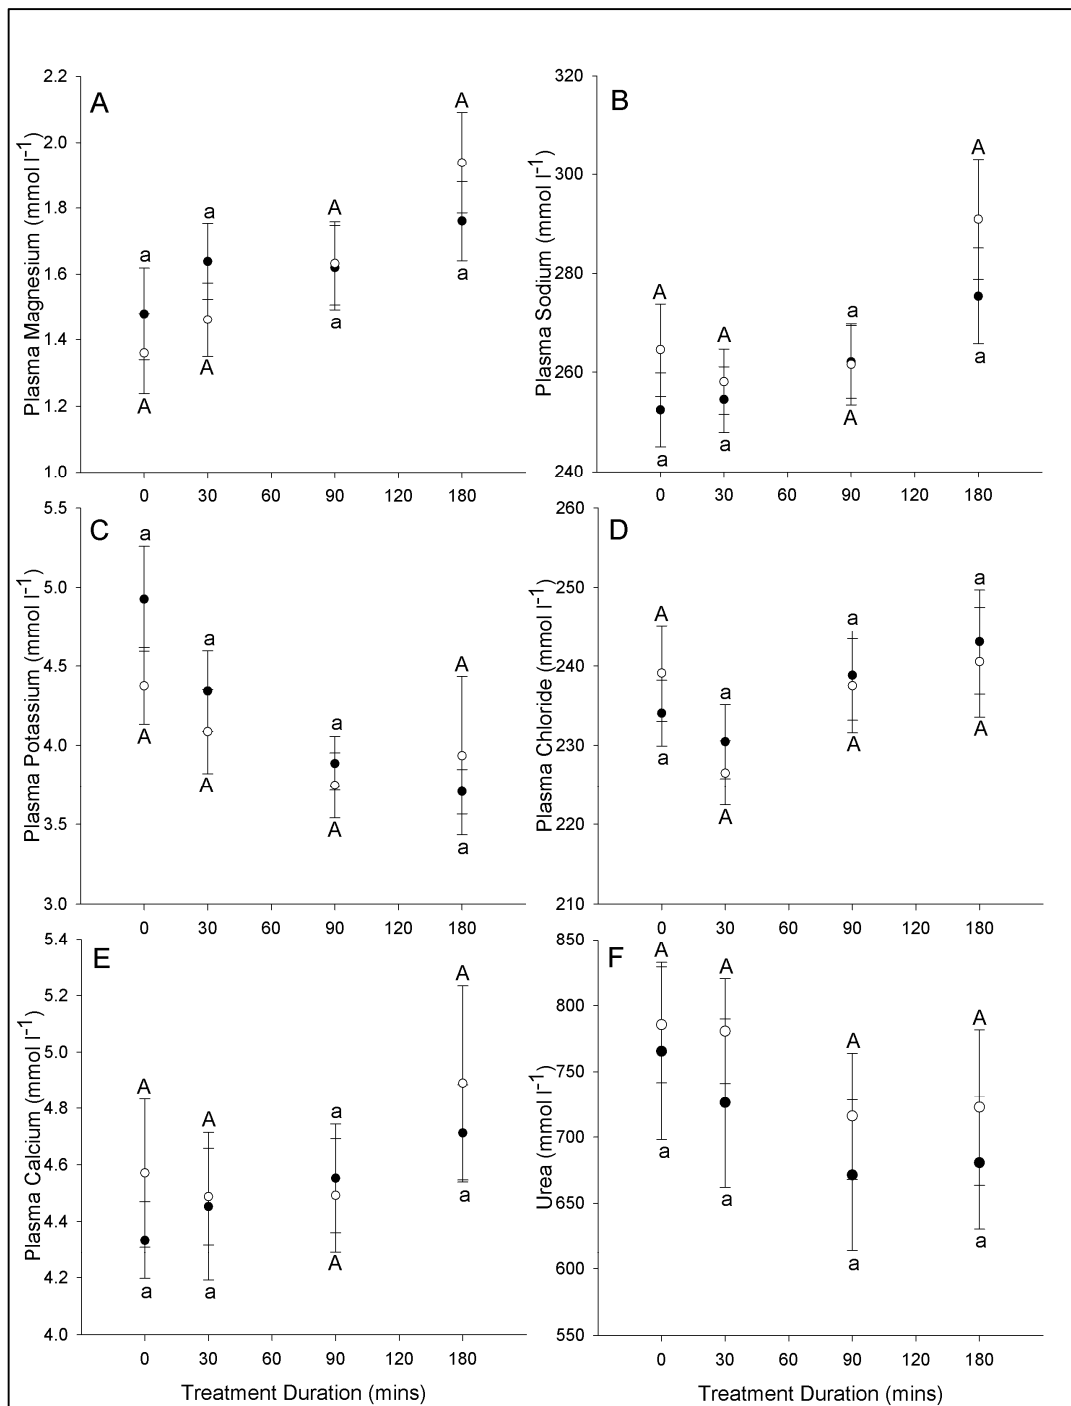 A
Plasma Magnesium (mmol l-1)
2.2
2.0
1.8
1.6
1.4
1.2
1.0
a
A
a
A
A
a
A
a
0 30 60 90 120 180
B
Plasma Sodium (mmol l-1)
320
300
280
260
240
A
a
A
a
a
A
A
a
0 30 60 90 120 180
C
Plasma Potassium (mmol l-1)
5.5
5.0
4.5
4.0
3.5
3.0
a
A
a
A
a
A
A
a
0 30 60 90 120 180
D
Plasma Chloride (mmol l-1)
260
250
240
230
220
210
A
a
a
A
a
A
a
A
0 30 60 90 120 180
E
Plasma Calcium (mmol l-1)
5.4
5.2
5.0
4.8
4.6
4.4
4.2
4.0
A
a
A
a
a
A
A
a
0 30 60 90 120 180
Treatment Duration (mins)
F
Urea (mmol l-1)
850
800
750
700
650
600
550
A
a
A
a
A
a
A
a
0 30 60 90 120 180
Treatment Duration (mins)